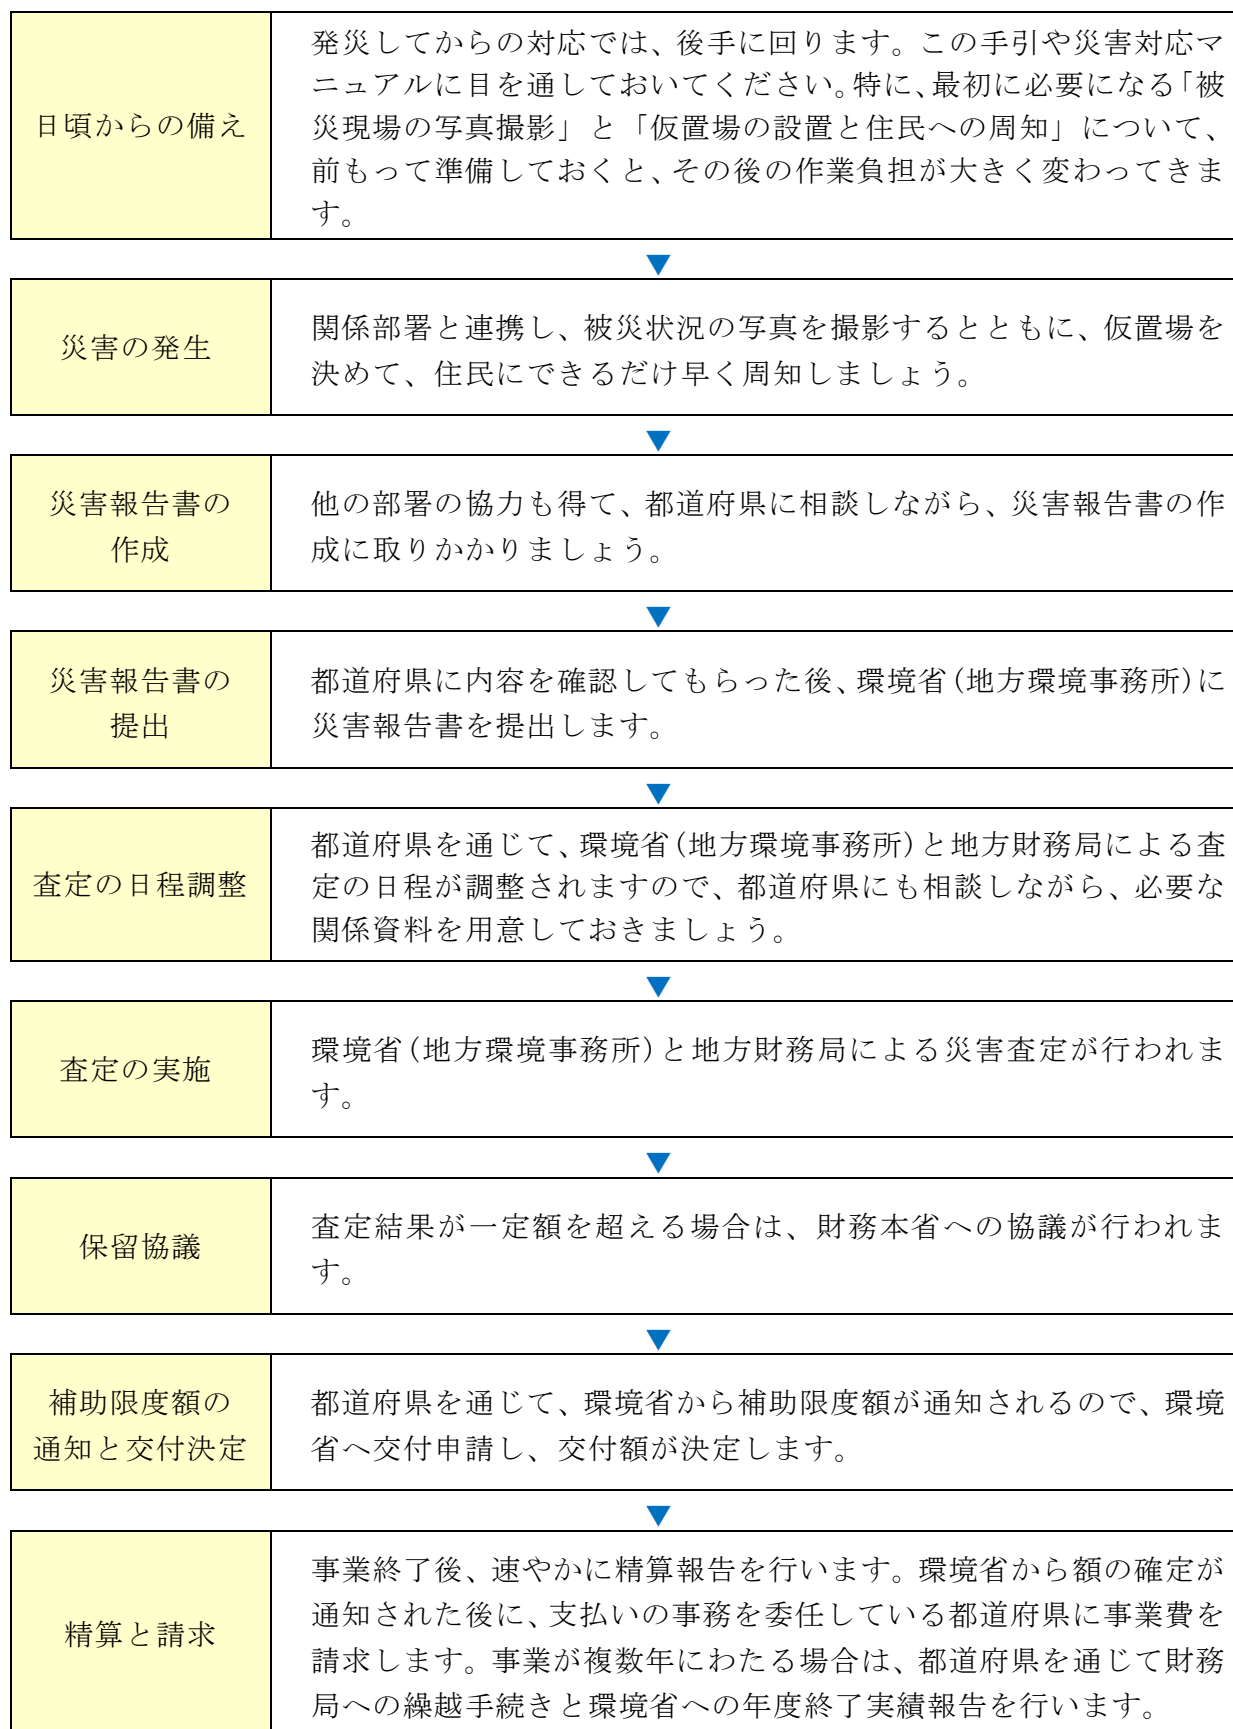 日頃からの備え
発災してからの対応では、後手に回ります。この手引や災害対応マ
ニュアルに目を通しておいてください。特に、最初に必要になる「被
災現場の写真撮影」と「仮置場の設置と住民への周知」について、
前もって準備しておくと、その後の作業負担が大きく変わってきま
す。
▼
災害の発生
関係部署と連携し、被災状況の写真を撮影するとともに、仮置場を
決めて、住民にできるだけ早く周知しましょう。
▼
災害報告書の
作成
他の部署の協力も得て、都道府県に相談しながら、災害報告書の作
成に取りかかりましょう。
▼
災害報告書の
提出
都道府県に内容を確認してもらった後、環境省(地方環境事務所)に
災害報告書を提出します。
▼
査定の日程調整
都道府県を通じて、環境省(地方環境事務所)と地方財務局による査
定の日程が調整されますので、都道府県にも相談しながら、必要な
関係資料を用意しておきましょう。
▼
査定の実施
環境省(地方環境事務所)と地方財務局による災害査定が行われま
す。
▼
保留協議
査定結果が一定額を超える場合は、財務本省への協議が行われま
す。
▼
補助限度額の
通知と交付決定
都道府県を通じて、環境省から補助限度額が通知されるので、環境
省へ交付申請し、交付額が決定します。
▼
精算と請求
事業終了後、速やかに精算報告を行います。環境省から額の確定が
通知された後に、支払いの事務を委任している都道府県に事業費を
請求します。事業が複数年にわたる場合は、都道府県を通じて財務
局への繰越手続きと環境省への年度終了実績報告を行います。